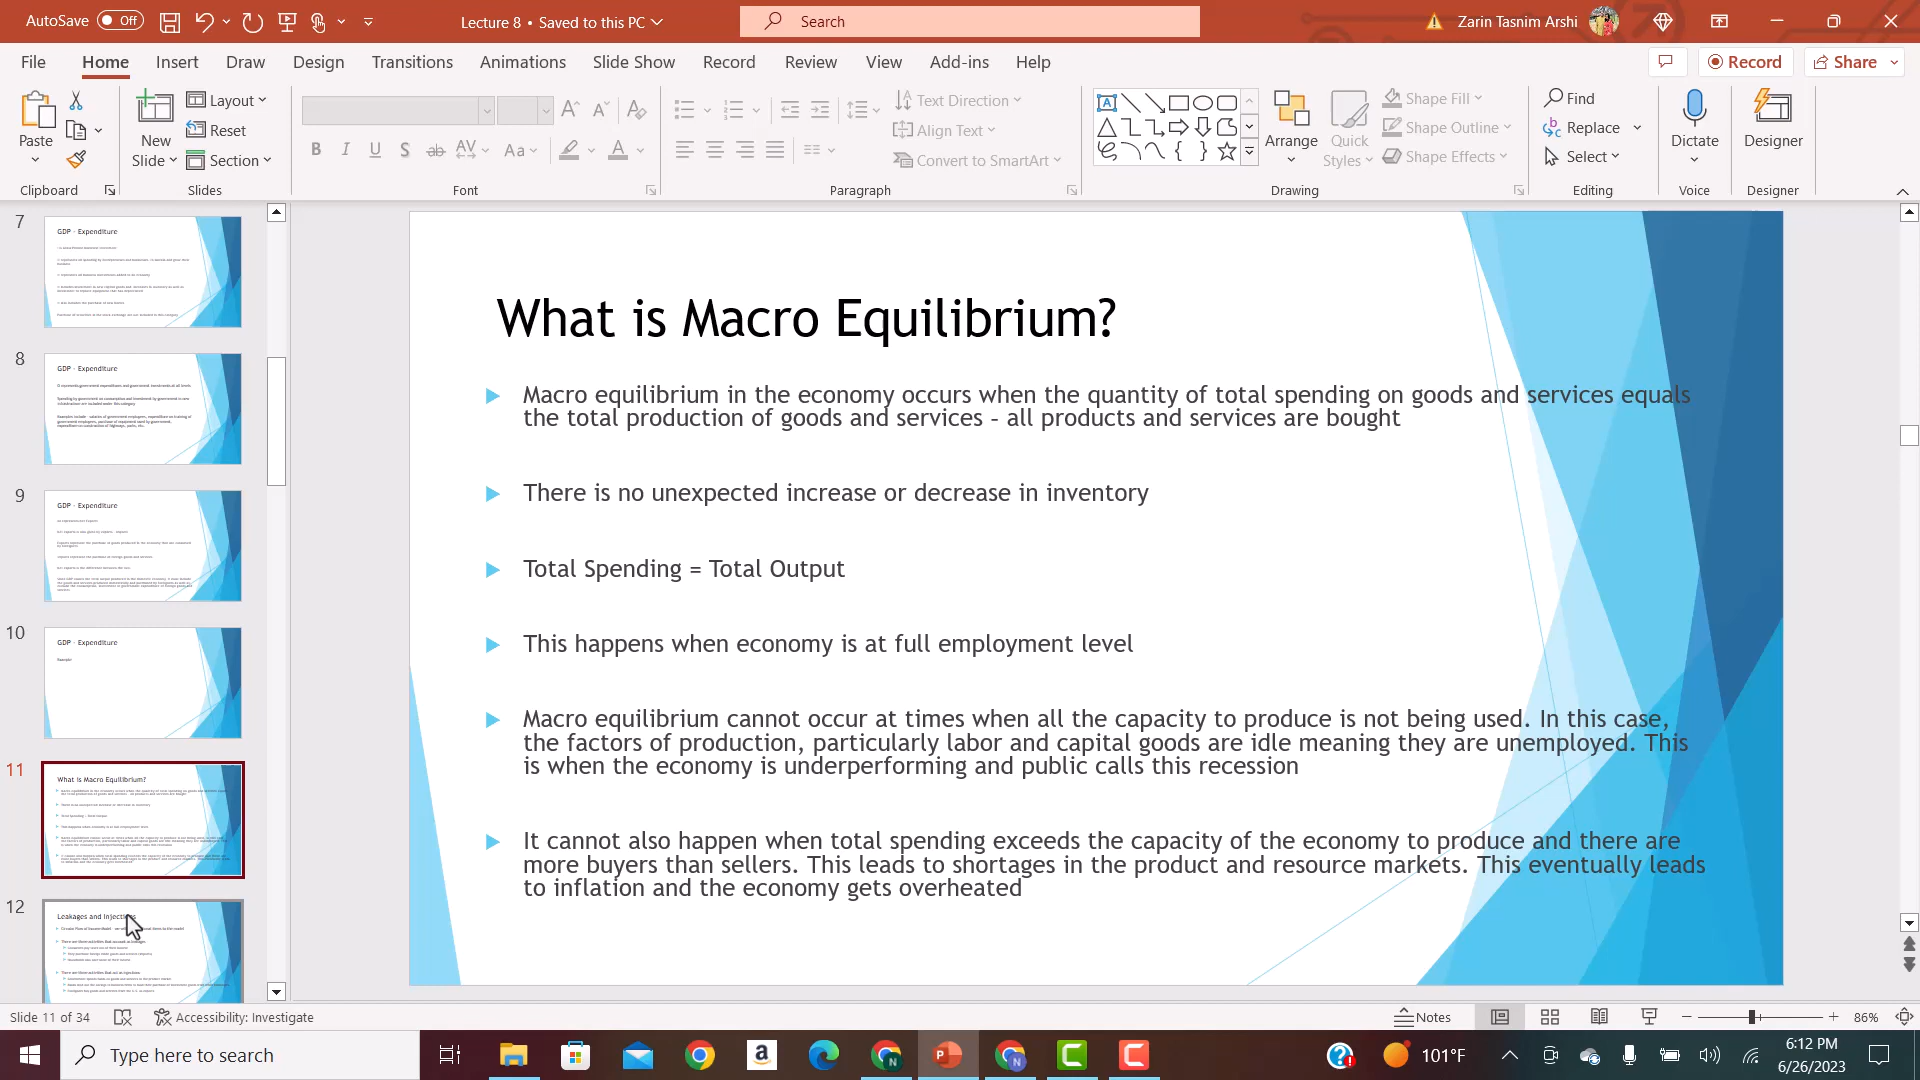 AutoSave Off Lecture 8 • Saved to this PC Search Zarin Tasnim Arshi
File Home Insert Draw Design Transitions Animations Slide Show Record Review View Add-ins Help Record Share
Paste
Clipboard
New
Slide
Layout
Reset
Section
Slides
B I U S ab AV Aa A
Font
Text Direction
Align Text
Convert to SmartArt
Paragraph
Arrange
Quick
Styles
Shape Fill
Shape Outline
Shape Effects
Drawing
Find
Replace
Select
Editing
Dictate
Voice
Designer
Designer
7
GDP - Expenditure
8
GDP - Expenditure
9
GDP - Expenditure
10
GDP - Expenditure
Example
11
What is Macro Equilibrium?
12
Leakages and Injections
What is Macro Equilibrium?
Macro equilibrium in the economy occurs when the quantity of total spending on goods and services equals
the total production of goods and services – all products and services are bought
There is no unexpected increase or decrease in inventory
Total Spending = Total Output
This happens when economy is at full employment level
Macro equilibrium cannot occur at times when all the capacity to produce is not being used. In this case,
the factors of production, particularly labor and capital goods are idle meaning they are unemployed. This
is when the economy is underperforming and public calls this recession
It cannot also happen when total spending exceeds the capacity of the economy to produce and there are
more buyers than sellers. This leads to shortages in the product and resource markets. This eventually leads
to inflation and the economy gets overheated
Slide 11 of 34 Accessibility: Investigate Notes 86%
Type here to search 101°F 6:12 PM
6/26/2023